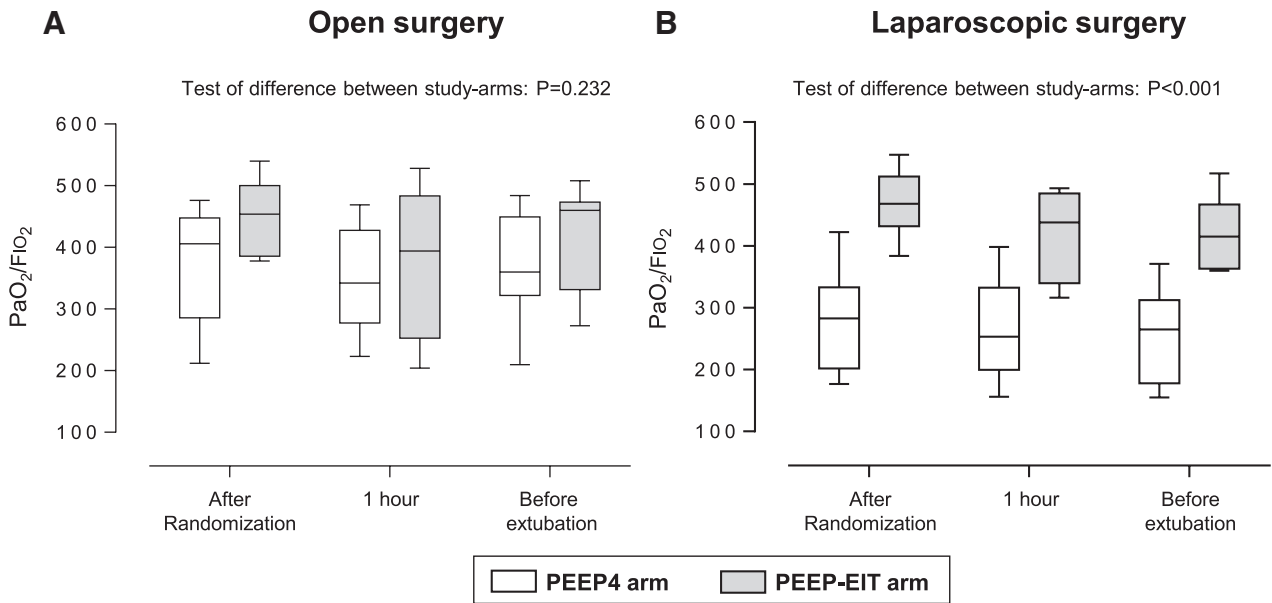 A
Open surgery
Test of difference between study-arms: P=0.232
600
500
400
300
200
100
PaO₂/FIO₂
After
Randomization
1 hour
Before
extubation
B
Laparoscopic surgery
Test of difference between study-arms: P<0.001
600
500
400
300
200
100
PaO₂/FIO₂
After
Randomization
1 hour
Before
extubation
PEEP4 arm
PEEP-EIT arm